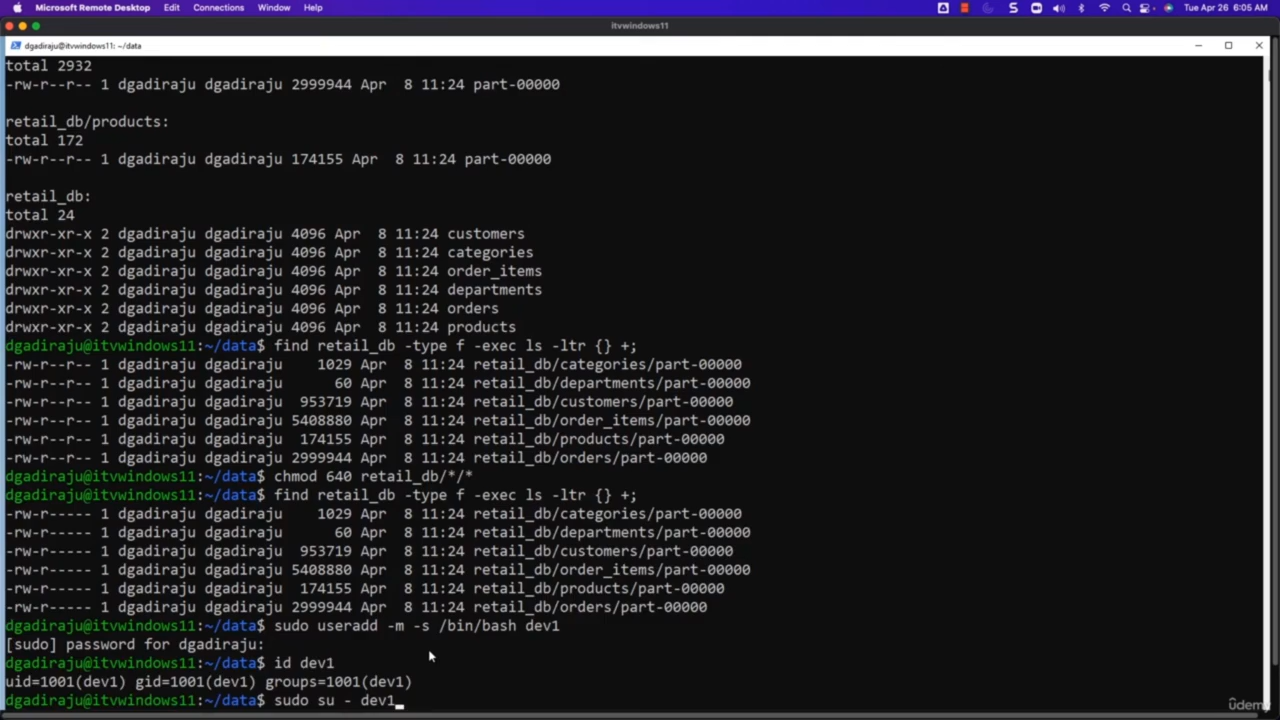 Microsoft Remote Desktop Edit Connections Window Help Tue Apr 26 6:05 AM
itvwindows11
dgadiraju@itvwindows11: ~/data
total 2932
-rw-r--r-- 1 dgadiraju dgadiraju 2999944 Apr  8 11:24 part-00000
retail_db/products:
total 172
-rw-r--r-- 1 dgadiraju dgadiraju 174155 Apr  8 11:24 part-00000
retail_db:
total 24
drwxr-xr-x 2 dgadiraju dgadiraju 4096 Apr  8 11:24 customers
drwxr-xr-x 2 dgadiraju dgadiraju 4096 Apr  8 11:24 categories
drwxr-xr-x 2 dgadiraju dgadiraju 4096 Apr  8 11:24 order_items
drwxr-xr-x 2 dgadiraju dgadiraju 4096 Apr  8 11:24 departments
drwxr-xr-x 2 dgadiraju dgadiraju 4096 Apr  8 11:24 orders
drwxr-xr-x 2 dgadiraju dgadiraju 4096 Apr  8 11:24 products
dgadiraju@itvwindows11:~/data$ find retail_db -type f -exec ls -ltr {} +;
-rw-r--r-- 1 dgadiraju dgadiraju    1029 Apr  8 11:24 retail_db/categories/part-00000
-rw-r--r-- 1 dgadiraju dgadiraju      60 Apr  8 11:24 retail_db/departments/part-00000
-rw-r--r-- 1 dgadiraju dgadiraju  953719 Apr  8 11:24 retail_db/customers/part-00000
-rw-r--r-- 1 dgadiraju dgadiraju 5408880 Apr  8 11:24 retail_db/order_items/part-00000
-rw-r--r-- 1 dgadiraju dgadiraju  174155 Apr  8 11:24 retail_db/products/part-00000
-rw-r--r-- 1 dgadiraju dgadiraju 2999944 Apr  8 11:24 retail_db/orders/part-00000
dgadiraju@itvwindows11:~/data$ chmod 640 retail_db/*/*
dgadiraju@itvwindows11:~/data$ find retail_db -type f -exec ls -ltr {} +;
-rw-r----- 1 dgadiraju dgadiraju    1029 Apr  8 11:24 retail_db/categories/part-00000
-rw-r----- 1 dgadiraju dgadiraju      60 Apr  8 11:24 retail_db/departments/part-00000
-rw-r----- 1 dgadiraju dgadiraju  953719 Apr  8 11:24 retail_db/customers/part-00000
-rw-r----- 1 dgadiraju dgadiraju 5408880 Apr  8 11:24 retail_db/order_items/part-00000
-rw-r----- 1 dgadiraju dgadiraju  174155 Apr  8 11:24 retail_db/products/part-00000
-rw-r----- 1 dgadiraju dgadiraju 2999944 Apr  8 11:24 retail_db/orders/part-00000
dgadiraju@itvwindows11:~/data$ sudo useradd -m -s /bin/bash dev1
[sudo] password for dgadiraju:
dgadiraju@itvwindows11:~/data$ id dev1
uid=1001(dev1) gid=1001(dev1) groups=1001(dev1)
dgadiraju@itvwindows11:~/data$ sudo su - dev1
ûdemy